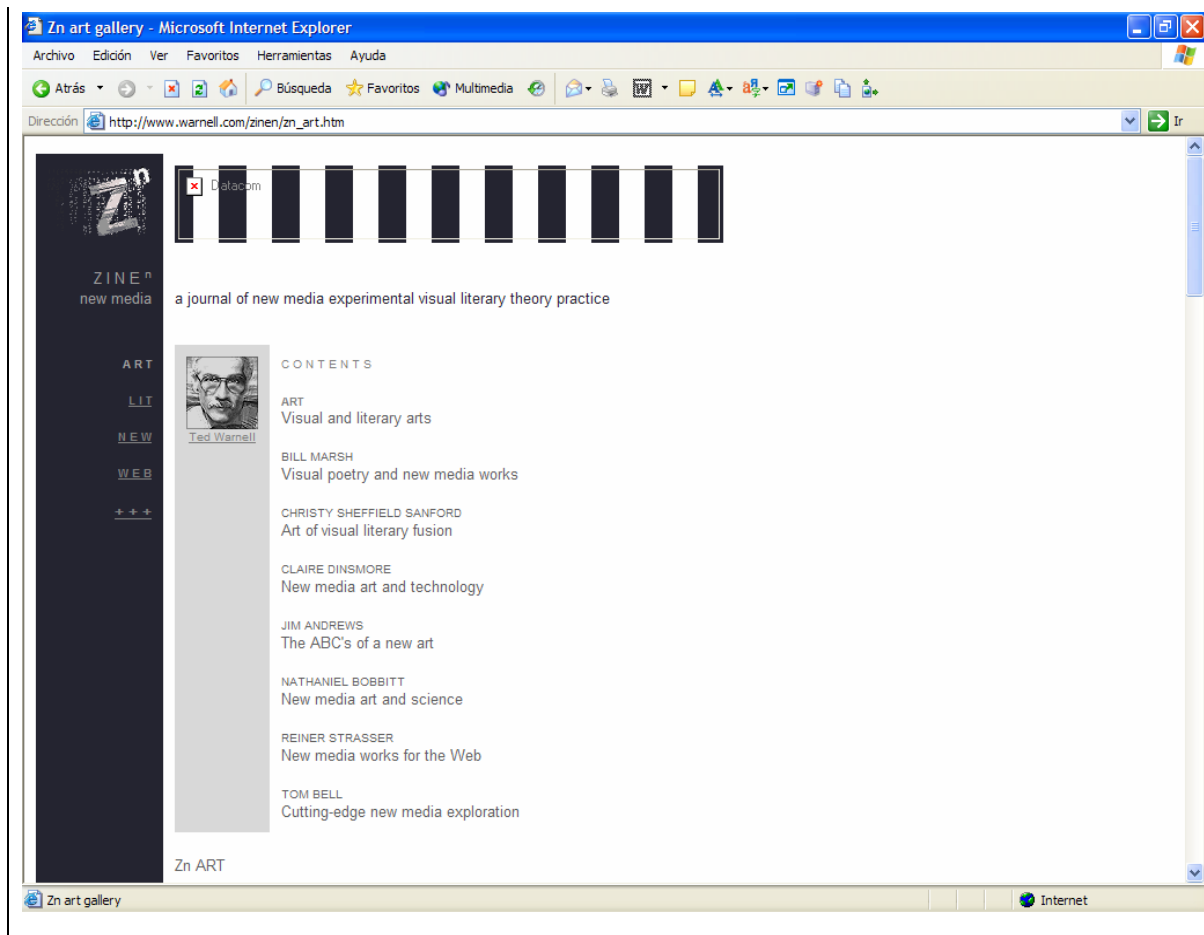 Zn art gallery - Microsoft Internet Explorer
Archivo Edición Ver Favoritos Herramientas Ayuda
Atrás Búsqueda Favoritos Multimedia
Dirección http://www.warnell.com/zinen/zn_art.htm Ir
Zn
Datacom
ZINEn
new media
a journal of new media experimental visual literary theory practice
ART
LIT
NEW
WEB
+++
Ted Warnell
CONTENTS
ART
Visual and literary arts
BILL MARSH
Visual poetry and new media works
CHRISTY SHEFFIELD SANFORD
Art of visual literary fusion
CLAIRE DINSMORE
New media art and technology
JIM ANDREWS
The ABC's of a new art
NATHANIEL BOBBITT
New media art and science
REINER STRASSER
New media works for the Web
TOM BELL
Cutting-edge new media exploration
Zn ART
Zn art gallery Internet